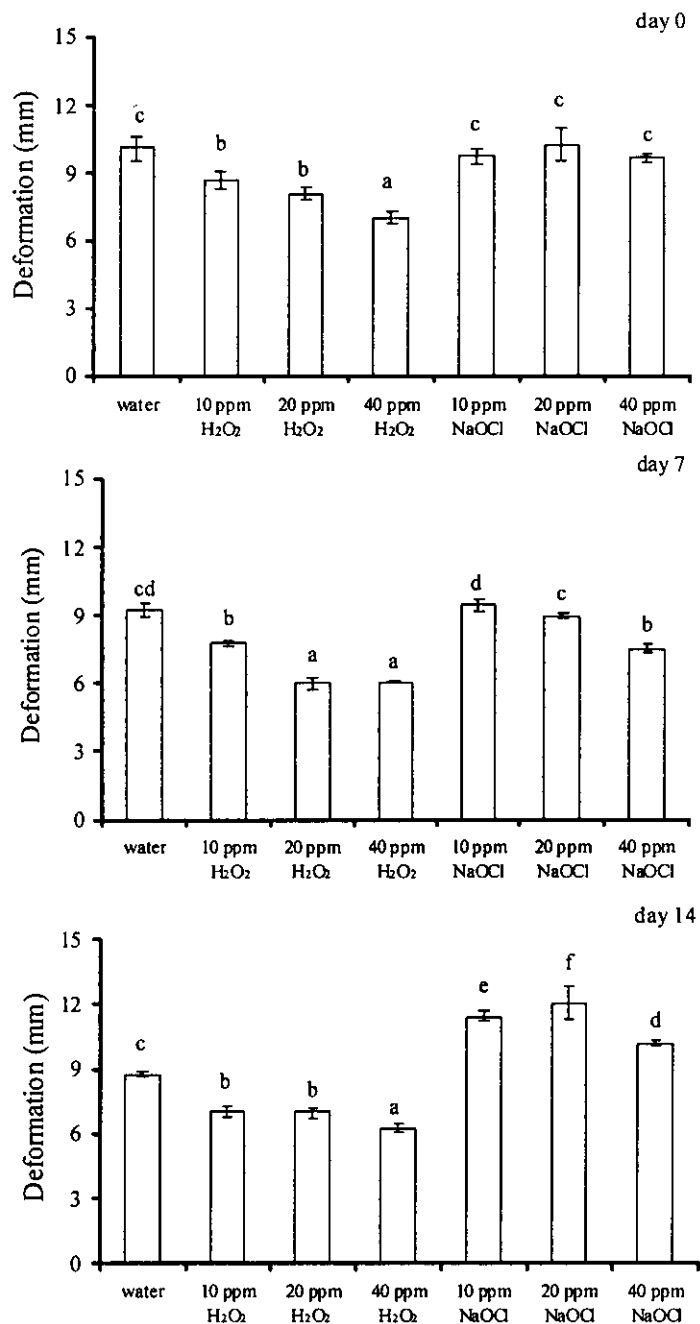 day 0
15
12
9
6
3
0
Deformation (mm)
c b b a c c c
water 10 ppm 20 ppm 40 ppm 10 ppm 20 ppm 40 ppm
H₂O₂ H₂O₂ H₂O₂ NaOCl NaOCl NaOCl
day 7
15
12
9
6
3
0
Deformation (mm)
cd b a a d c b
water 10 ppm 20 ppm 40 ppm 10 ppm 20 ppm 40 ppm
H₂O₂ H₂O₂ H₂O₂ NaOCl NaOCl NaOCl
day 14
15
12
9
6
3
0
Deformation (mm)
c b b a e f d
water 10 ppm 20 ppm 40 ppm 10 ppm 20 ppm 40 ppm
H₂O₂ H₂O₂ H₂O₂ NaOCl NaOCl NaOCl